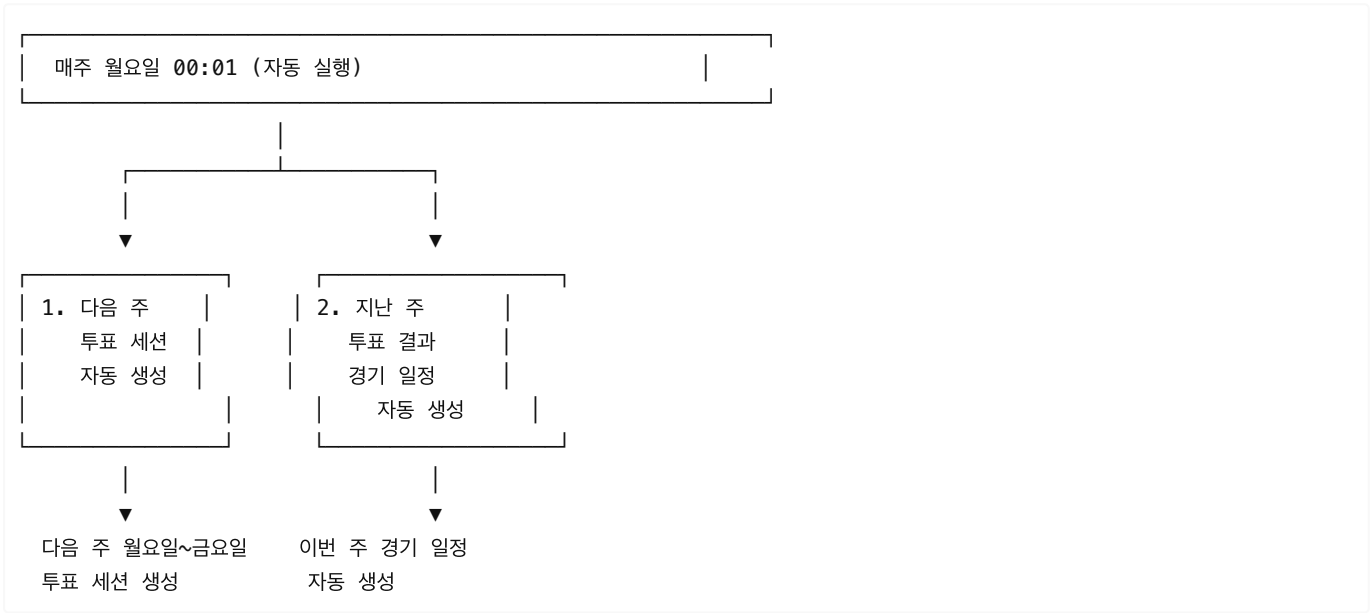 매주 월요일 00:01 (자동 실행)
1. 다음 주
투표 세션
자동 생성
2. 지난 주
투표 결과
경기 일정
자동 생성
다음 주 월요일~금요일
투표 세션 생성
이번 주 경기 일정
자동 생성